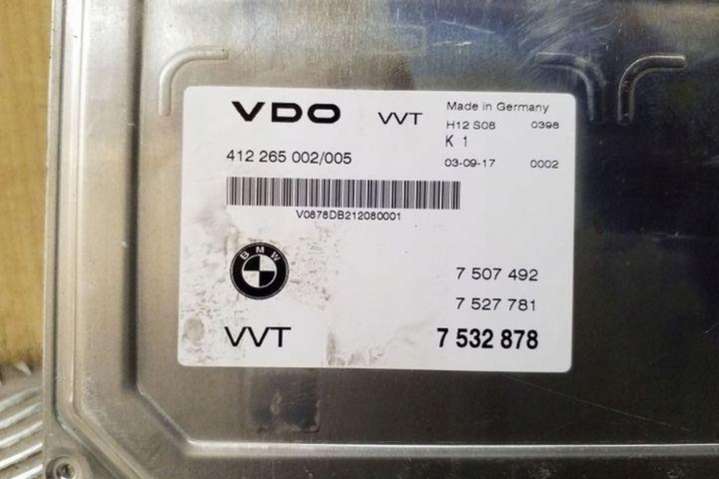 VDO VVT Made in Germany
H12 S08 0398
K 1
412 265 002/005 03-09-17 0002
V0878DB212080001
BMW
7 507 492
7 527 781
VVT 7 532 878